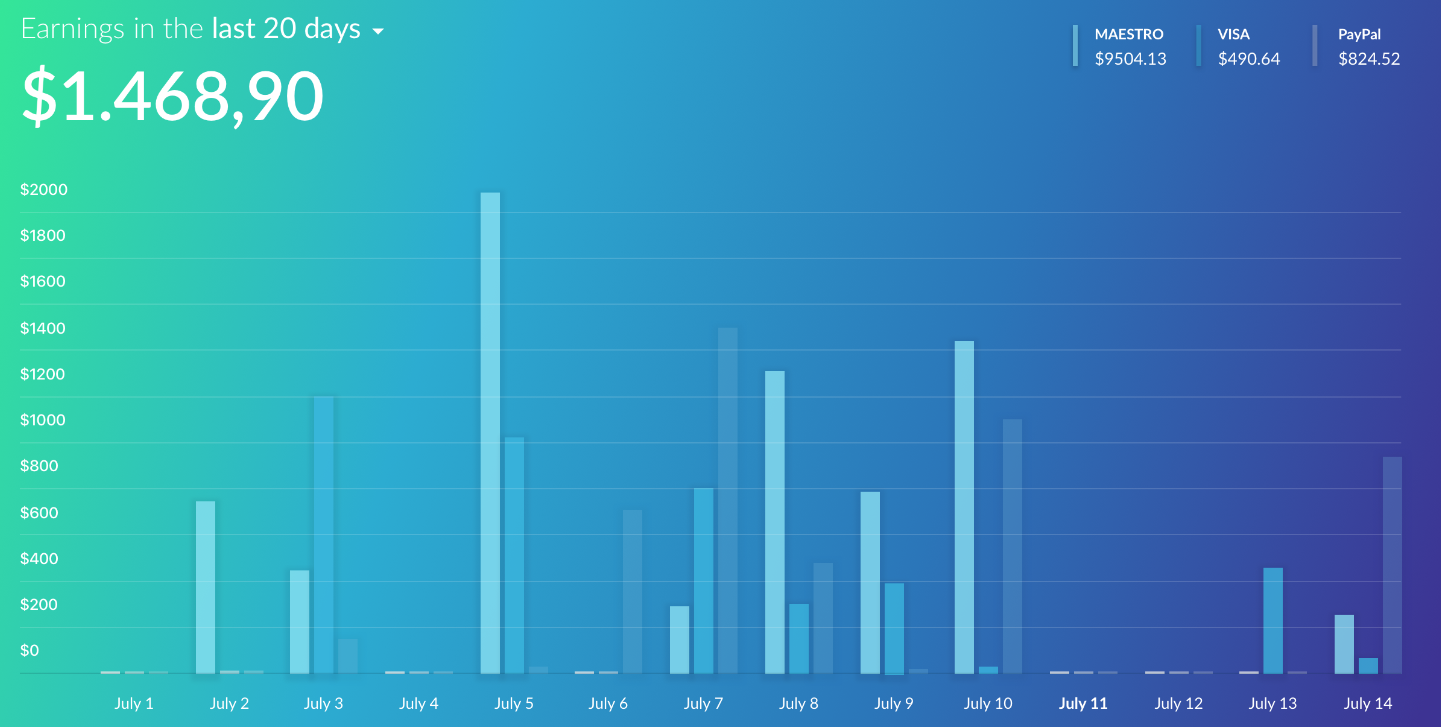 Earnings in the last 20 days
$1.468,90
MAESTRO
$9504.13
VISA
$490.64
PayPal
$824.52
$2000
$1800
$1600
$1400
$1200
$1000
$800
$600
$400
$200
$0
July 1
July 2
July 3
July 4
July 5
July 6
July 7
July 8
July 9
July 10
July 11
July 12
July 13
July 14